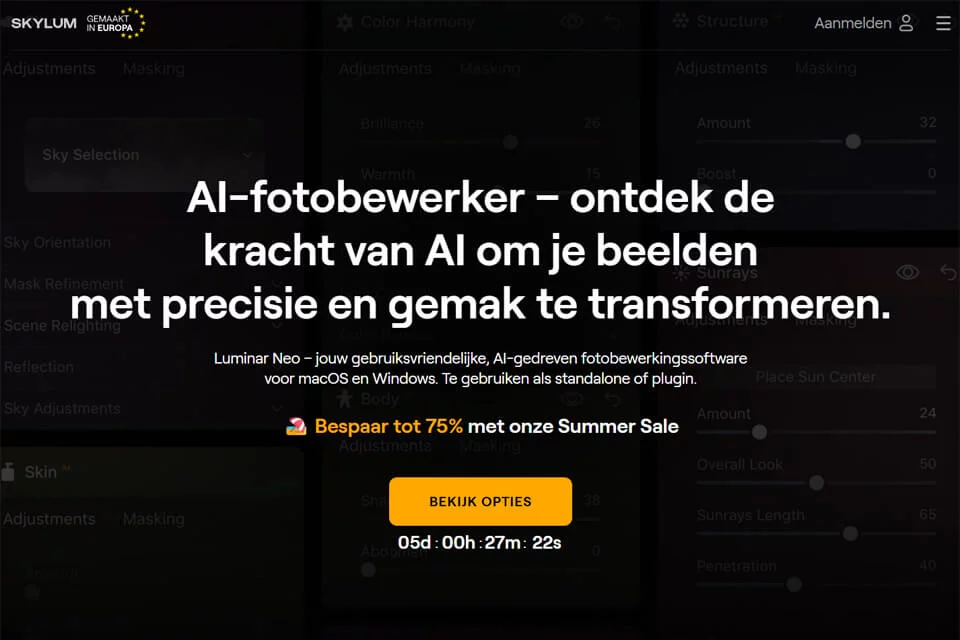 SKYLUM
GEMAAKT
IN EUROPA
Aanmelden
Adjustments Masking
Sky Selection
Sky Orientation
Mask Refinement
Scene Relighting
Reflection
Sky Adjustments
Skin AI
Adjustments Masking
Color Harmony
Adjustments Masking
Brilliance 26
Warmth 15
Structure
Adjustments Masking
Amount 32
Boost 0
Sunrays
Adjustments Masking
Place Sun Center
Amount 24
Overall Look 50
Sunrays Length 65
Penetration 40
Body
Adjustments Masking
38
Abdomen 0
AI-fotobewerker – ontdek de
kracht van AI om je beelden
met precisie en gemak te transformeren.
Luminar Neo – jouw gebruiksvriendelijke, AI-gedreven fotobewerkingssoftware
voor macOS en Windows. Te gebruiken als standalone of plugin.
Bespaar tot 75% met onze Summer Sale
BEKIJK OPTIES
05d : 00h : 27m : 22s